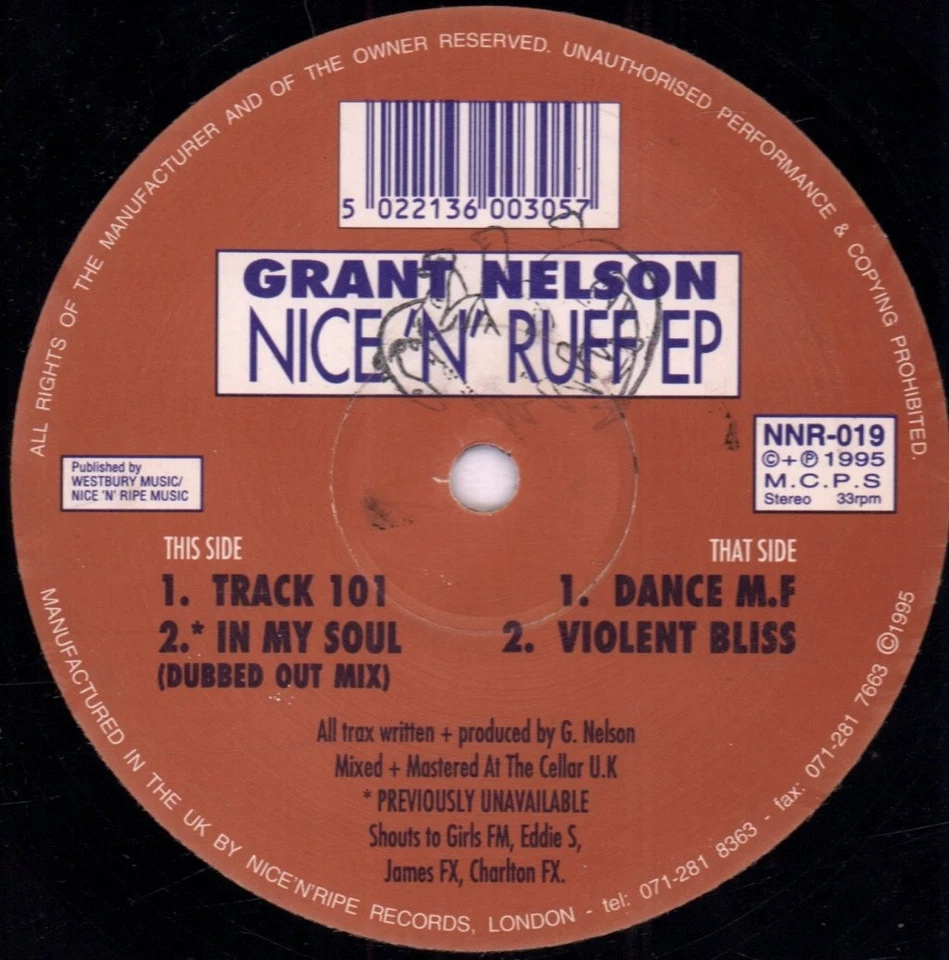 ALL RIGHTS OF THE MANUFACTURER AND OF THE OWNER RESERVED. UNAUTHORISED PERFORMANCE & COPYING PROHIBITED.
5 022136 003057
GRANT NELSON
NICE 'N' RUFF EP
Published by
WESTBURY MUSIC/
NICE 'N' RIPE MUSIC
NNR-019
©+℗ 1995
M.C.P.S
Stereo 33rpm
THIS SIDE
1. TRACK 101
2.* IN MY SOUL
(DUBBED OUT MIX)
THAT SIDE
1. DANCE M.F
2. VIOLENT BLISS
All trax written + produced by G. Nelson
Mixed + Mastered At The Cellar U.K
* PREVIOUSLY UNAVAILABLE
Shouts to Girls FM, Eddie S,
James FX, Charlton FX.
MANUFACTURED IN THE UK BY NICE'N'RIPE RECORDS, LONDON - tel: 071-281 8363 - fax: 071-281 7663 ©1995